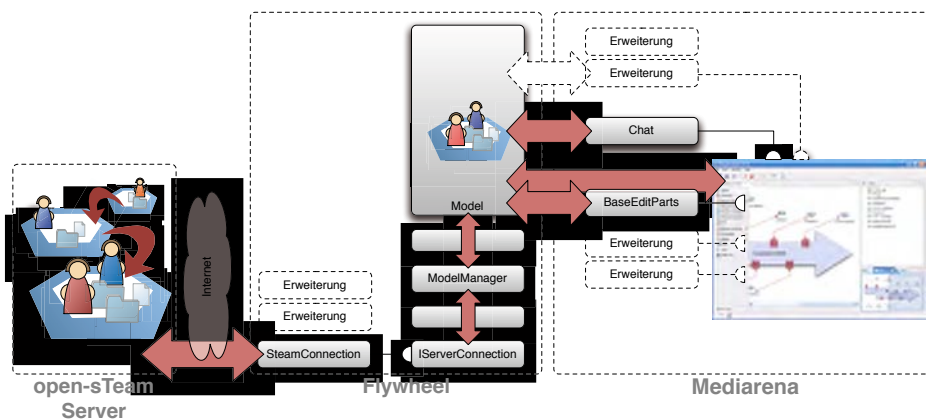 Erweiterung
Erweiterung
Chat
Model
BaseEditParts
Erweiterung
Erweiterung
Internet
ModelManager
Erweiterung
Erweiterung
SteamConnection
IServerConnection
open-sTeam
Server
Flywheel
Mediarena